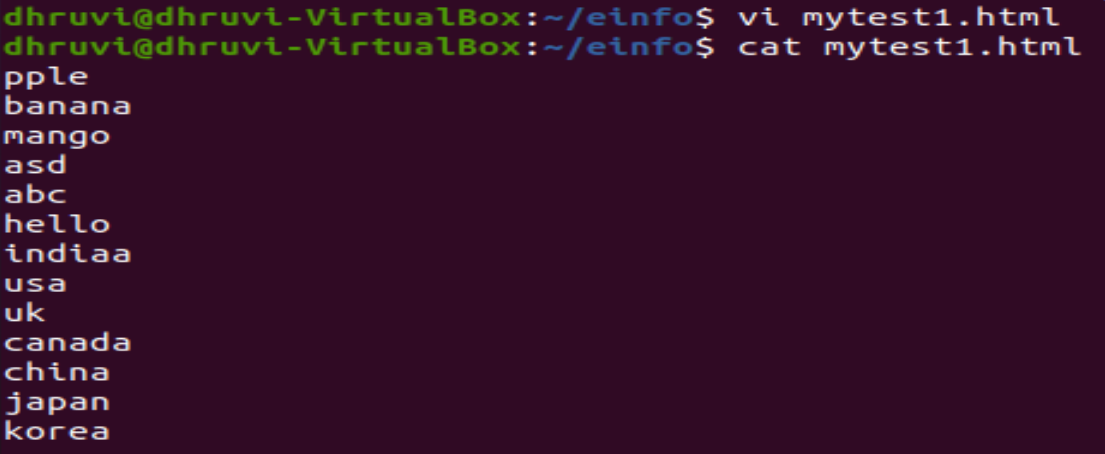 dhruvi@dhruvi-VirtualBox:~/einfo$ vi mytest1.html
dhruvi@dhruvi-VirtualBox:~/einfo$ cat mytest1.html
pple
banana
mango
asd
abc
hello
indiaa
usa
uk
canada
china
japan
korea